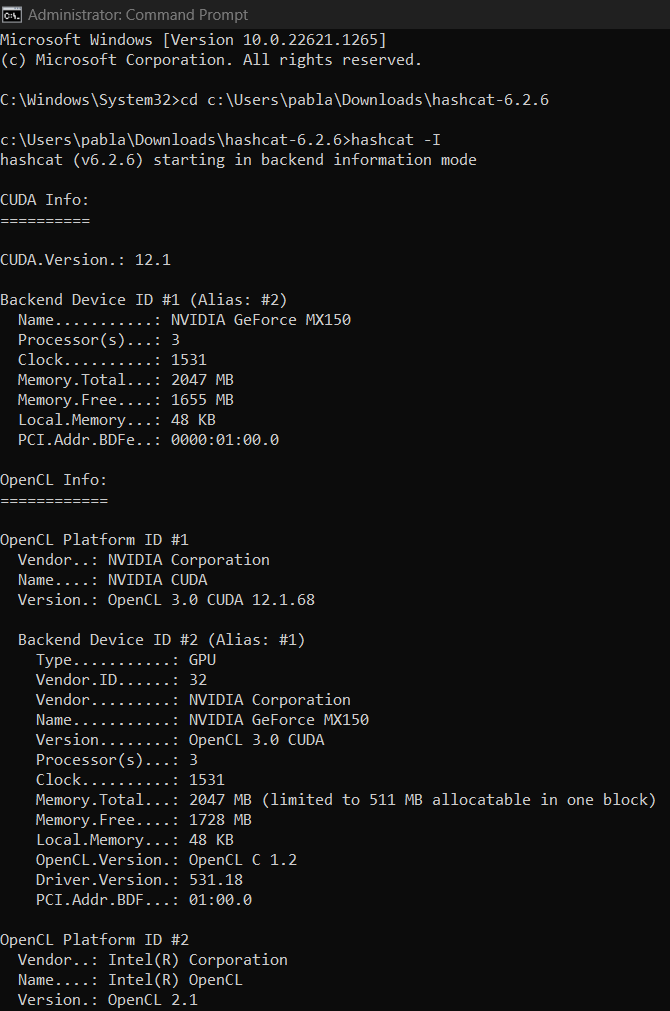 Administrator: Command Prompt
Microsoft Windows [Version 10.0.22621.1265]
(c) Microsoft Corporation. All rights reserved.
C:\Windows\System32>cd c:\Users\pabla\Downloads\hashcat-6.2.6
c:\Users\pabla\Downloads\hashcat-6.2.6>hashcat -I
hashcat (v6.2.6) starting in backend information mode
CUDA Info:
==========
CUDA.Version.: 12.1
Backend Device ID #1 (Alias: #2)
  Name...........: NVIDIA GeForce MX150
  Processor(s)...: 3
  Clock..........: 1531
  Memory.Total...: 2047 MB
  Memory.Free....: 1655 MB
  Local.Memory...: 48 KB
  PCI.Addr.BDFe..: 0000:01:00.0
OpenCL Info:
============
OpenCL Platform ID #1
  Vendor..: NVIDIA Corporation
  Name....: NVIDIA CUDA
  Version.: OpenCL 3.0 CUDA 12.1.68
  Backend Device ID #2 (Alias: #1)
    Type...........: GPU
    Vendor.ID......: 32
    Vendor.........: NVIDIA Corporation
    Name...........: NVIDIA GeForce MX150
    Version........: OpenCL 3.0 CUDA
    Processor(s)...: 3
    Clock..........: 1531
    Memory.Total...: 2047 MB (limited to 511 MB allocatable in one block)
    Memory.Free....: 1728 MB
    Local.Memory...: 48 KB
    OpenCL.Version.: OpenCL C 1.2
    Driver.Version.: 531.18
    PCI.Addr.BDF...: 01:00.0
OpenCL Platform ID #2
  Vendor..: Intel(R) Corporation
  Name....: Intel(R) OpenCL
  Version.: OpenCL 2.1